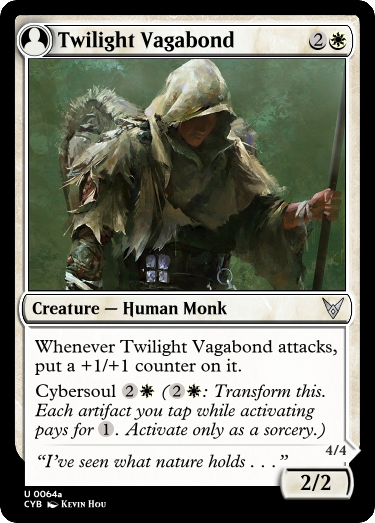 Twilight Vagabond 2
Creature — Human Monk
Whenever Twilight Vagabond attacks,
put a +1/+1 counter on it.
Cybersoul 2 (2: Transform this.
Each artifact you tap while activating
pays for 1. Activate only as a sorcery.)
4/4
“I’ve seen what nature holds . . .”
2/2
U 0064a
CYB Kevin Hou